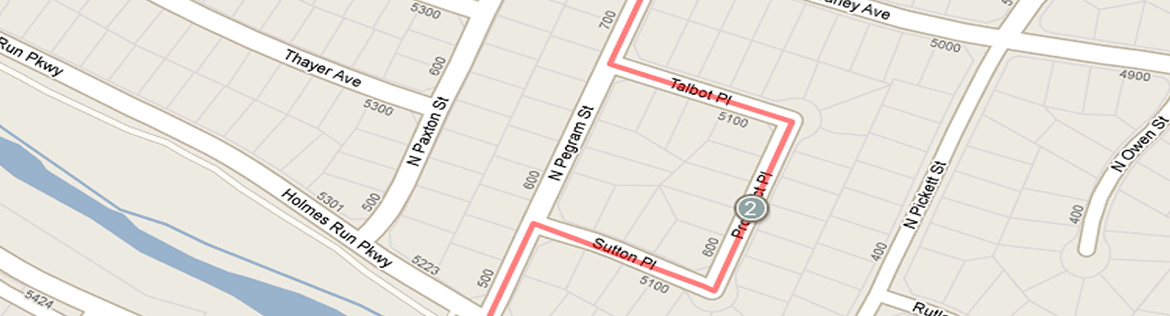 5300
700
5000
4900
Run Pkwy
Thayer Ave
600
5300
Talbot Pl
5100
N Paxton St
N Pegram St
N Owen St
600
N Pickett St
5301
500
Holmes Run Pkwy
2
400
Sutton Pl
600
400
5223
500
5100
5424